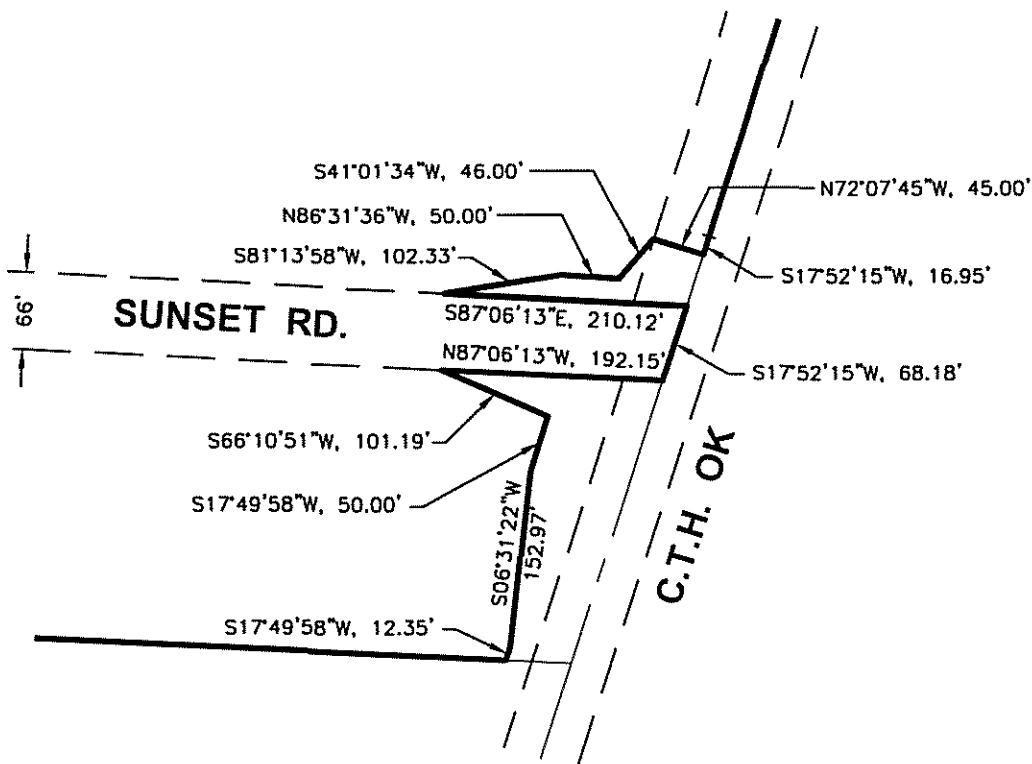 S41°01'34"W, 46.00'
N72°07'45"W, 45.00'
N86°31'36"W, 50.00'
S81°13'58"W, 102.33'
S17°52'15"W, 16.95'
66'
SUNSET RD.
S87°06'13"E, 210.12'
N87°06'13"W, 192.15'
S17°52'15"W, 68.18'
S66°10'51"W, 101.19'
S17°49'58"W, 50.00'
S06°31'22"W
152.97'
C.T.H. OK
S17°49'58"W, 12.35'